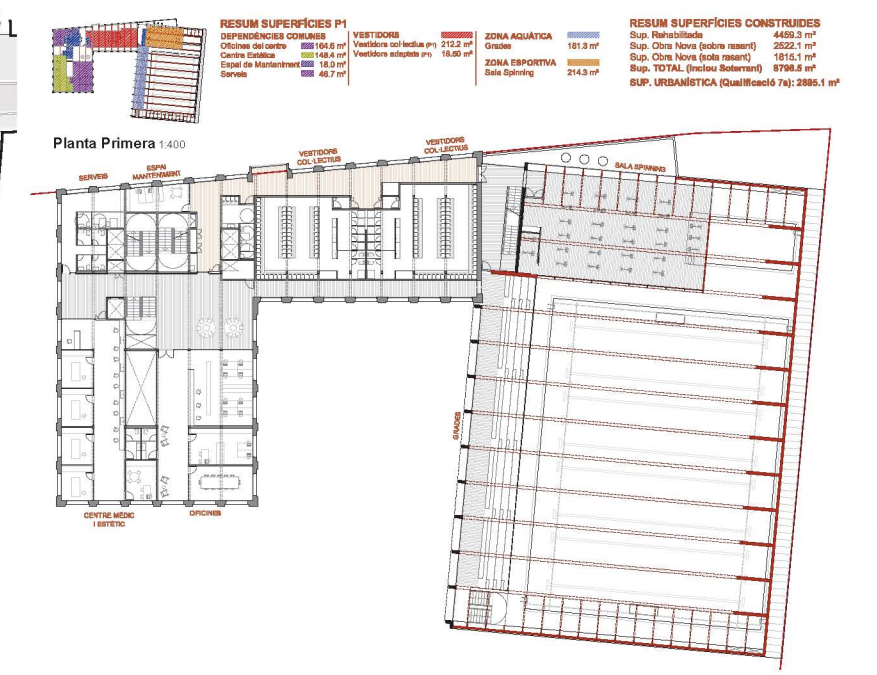 RESUM SUPERFÍCIES P1
DEPENDÈNCIES COMUNES
Oficines del centre 164.6 m²
Centre Estètica 148.4 m²
Espai de Manteniment 18.0 m²
Serveis 46.7 m²
VESTIDORS
Vestidors col·lectius (P1) 212.2 m²
Vestidors adaptats (P1) 16.50 m²
ZONA AQUÀTICA
Grades 181.3 m²
ZONA ESPORTIVA
Sala Spinning 214.3 m²
RESUM SUPERFÍCIES CONSTRUIDES
Sup. Rehabilitada 4459.3 m²
Sup. Obra Nova (sobre rasant) 2522.1 m²
Sup. Obra Nova (sota rasant) 1815.1 m²
Sup. TOTAL (Inclou Soterrani) 8796.5 m²
SUP. URBANÍSTICA (Qualificació 7a): 2695.1 m²
Planta Primera 1:400
SERVEIS
ESPAI
MANTENIMENT
VESTIDORS
COL·LECTIUS
VESTIDORS
COL·LECTIUS
SALA SPINNING
GRADES
CENTRE MÈDIC
I ESTÈTIC
OFICINES